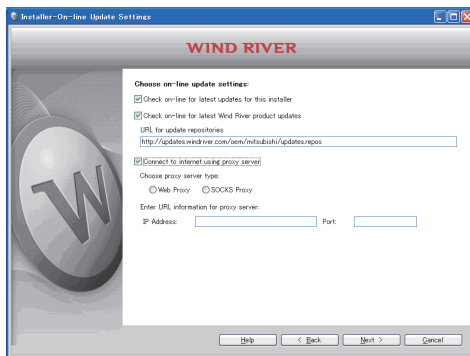 Installer-On-line Update Settings
WIND RIVER
Choose on-line update settings:
Check on-line for latest updates for this installer
Check on-line for latest Wind River product updates
URL for update repositories
http://updates.windriver.com/oem/mitsubishi/updates.repos
Connect to internet using proxy server
Choose proxy server type:
Web Proxy SOCKS Proxy
Enter URL information for proxy server:
IP Address: Port:
W
Help < Back Next > Cancel